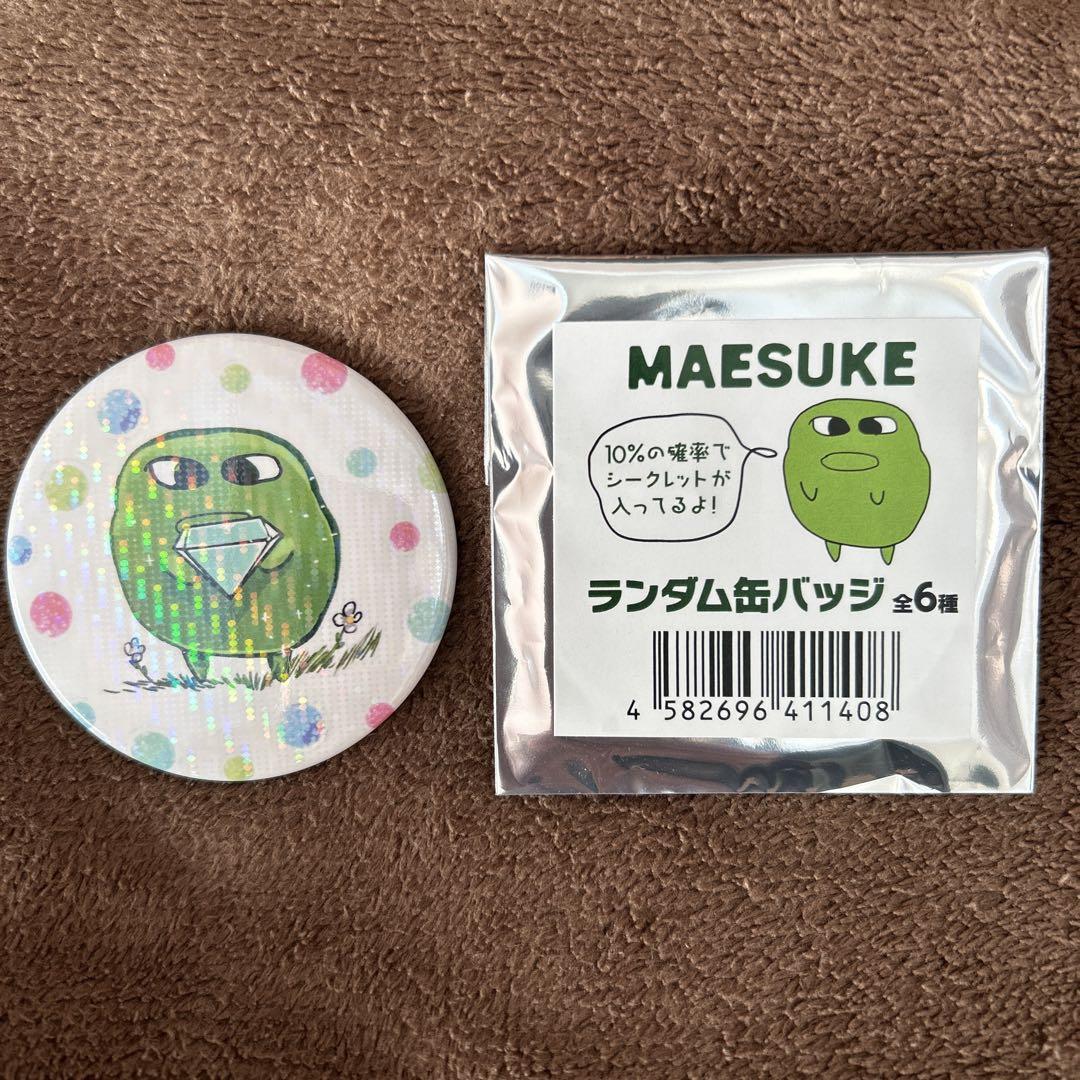 MAESUKE
10%の確率で
シークレットが
入ってるよ!
ランダム缶バッジ 全6種
4 582696 411408